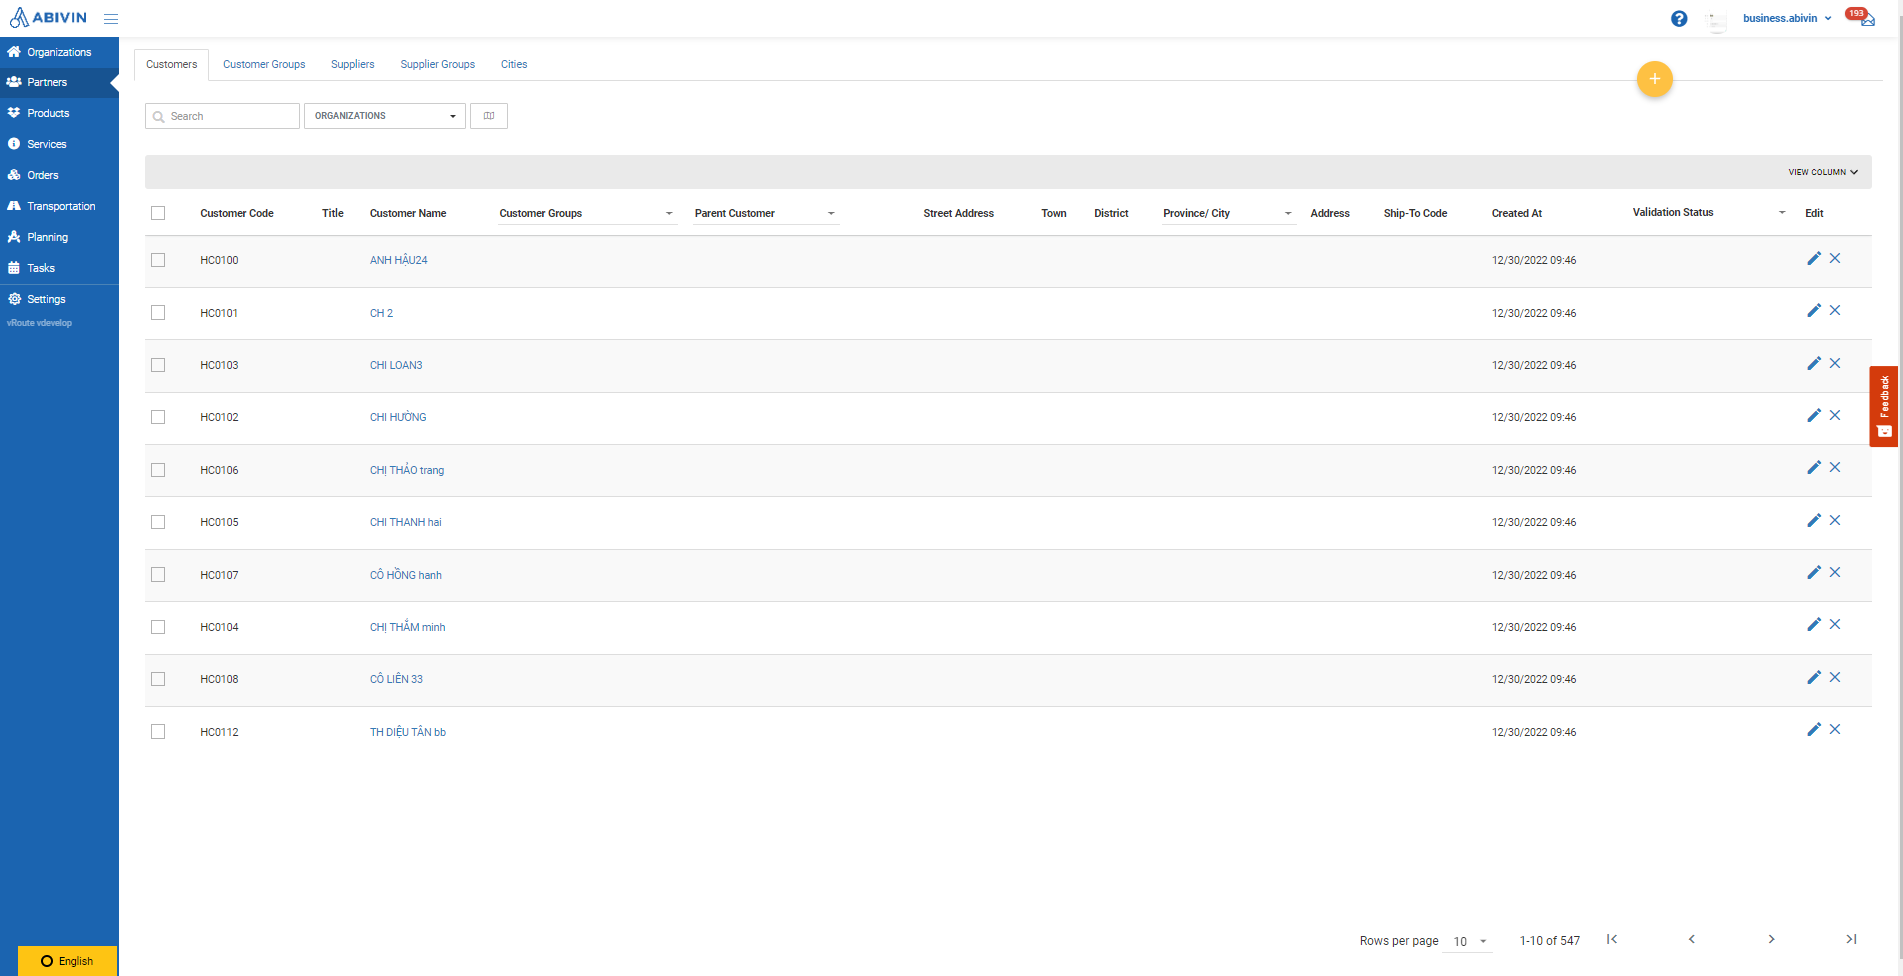 ABIVIN
business.abivin
193
Organizations
Partners
Products
Services
Orders
Transportation
Planning
Tasks
Settings
vRoute vdevelop
English
Customers Customer Groups Suppliers Supplier Groups Cities
+
Search ORGANIZATIONS
VIEW COLUMN
Customer Code Title Customer Name Customer Groups Parent Customer Street Address Town District Province/ City Address Ship-To Code Created At Validation Status Edit
HC0100 ANH HẬU24 12/30/2022 09:46
HC0101 CH 2 12/30/2022 09:46
HC0103 CHI LOAN3 12/30/2022 09:46
HC0102 CHI HƯỜNG 12/30/2022 09:46
HC0106 CHỊ THẢO trang 12/30/2022 09:46
HC0105 CHI THANH hai 12/30/2022 09:46
HC0107 CÔ HỒNG hanh 12/30/2022 09:46
HC0104 CHỊ THẮM minh 12/30/2022 09:46
HC0108 CÔ LIÊN 33 12/30/2022 09:46
HC0112 TH DIỆU TÂN bb 12/30/2022 09:46
Feedback
Rows per page 10 1-10 of 547